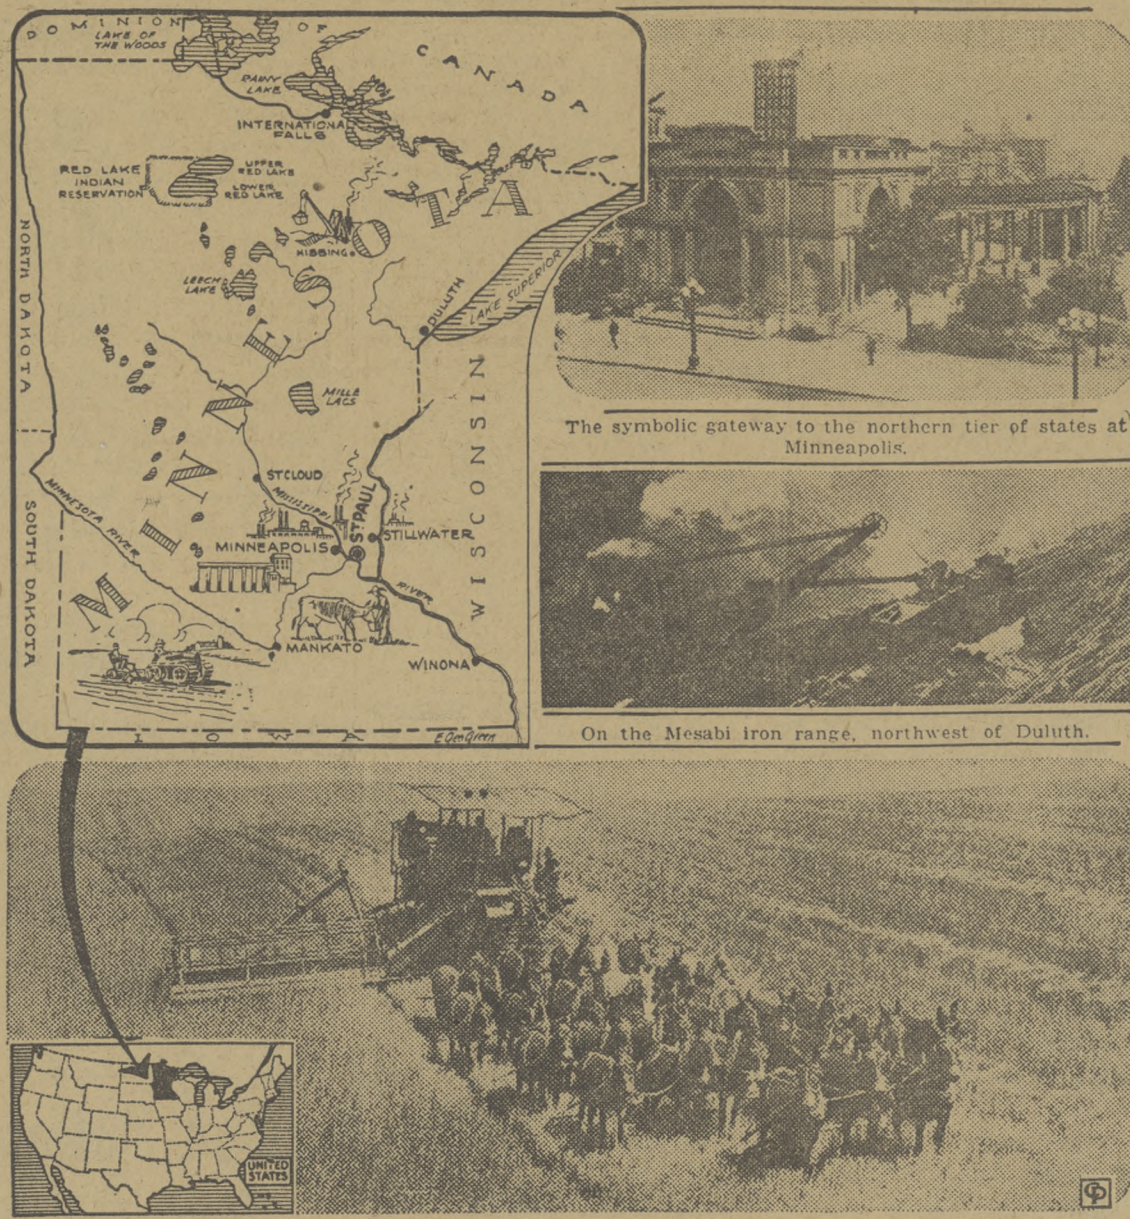 DOMINION OF
CANADA
LAKE OF
THE WOODS
RAINY
LAKE
INTERNATIONAL
FALLS
RED LAKE
INDIAN
RESERVATION
UPPER
RED LAKE
LOWER
RED LAKE
MINNESOTA
HIBBING
LEECH
LAKE
DULUTH
LAKE SUPERIOR
NORTH DAKOTA
MILLE
LACS
WISCONSIN
ST CLOUD
MISSISSIPPI
RIVER
MINNESOTA RIVER
ST PAUL
STILLWATER
MINNEAPOLIS
SOUTH DAKOTA
MANKATO
WINONA
IOWA
E Geo Green
The symbolic gateway to the northern tier of states at
Minneapolis.
On the Mesabi iron range, northwest of Duluth.
UNITED
STATES
CP